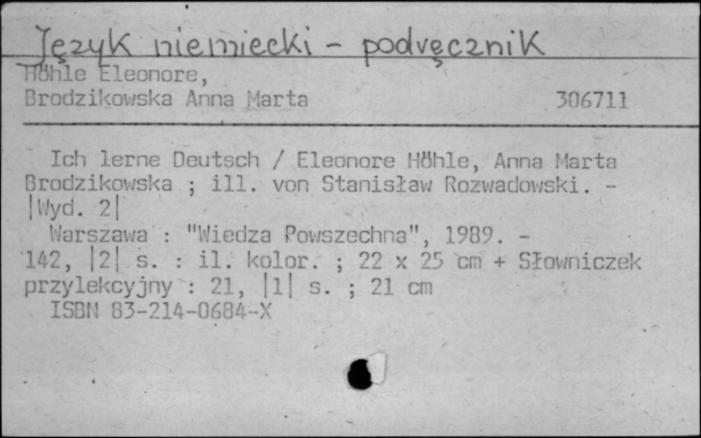 Język niemiecki - podręcznik
Höhle Eleonore,
Brodzikowska Anna Marta 306711
Ich lerne Deutsch / Eleonore Höhle, Anna Marta
Brodzikowska ; ill. von Stanisław Rozwadowski. -
|Wyd. 2|
Warszawa : "Wiedza Powszechna", 1989. -
142, |2| s. : il. kolor. ; 22 x 25 cm + Słowniczek
przylekcyjny : 21, |1| s. ; 21 cm
ISBN 83-214-0684-X